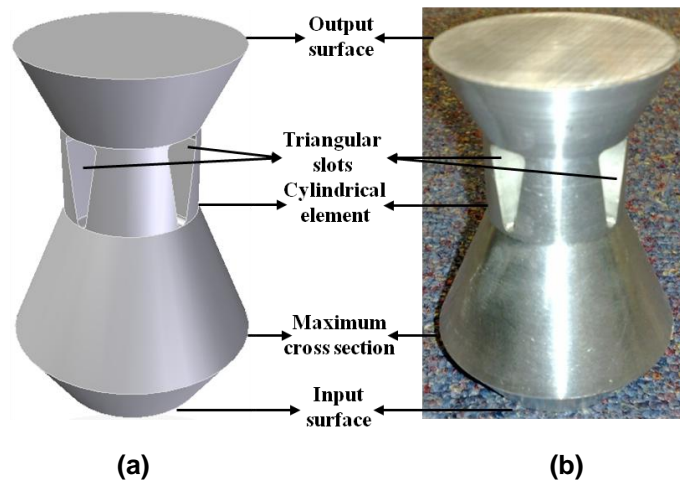 Output
surface
Triangular
slots
Cylindrical
element
Maximum
cross section
Input
surface
(a)
(b)